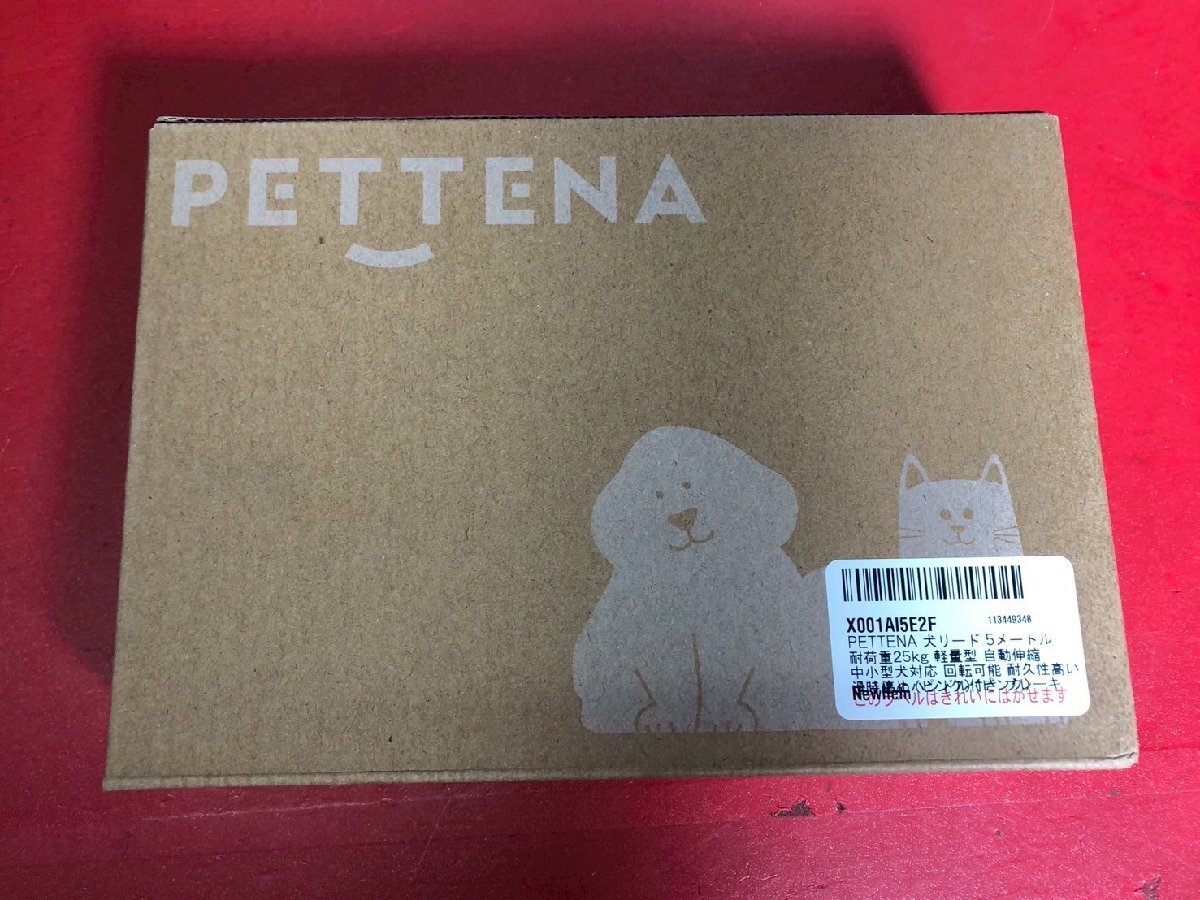 PETTENA
X001AI5E2F 113449348
PETTENA 犬リード 5メートル
耐荷重25kg 軽量型 自動伸縮
中小型犬対応 回転可能 耐久性高い
このラベルはきれいにはがせます